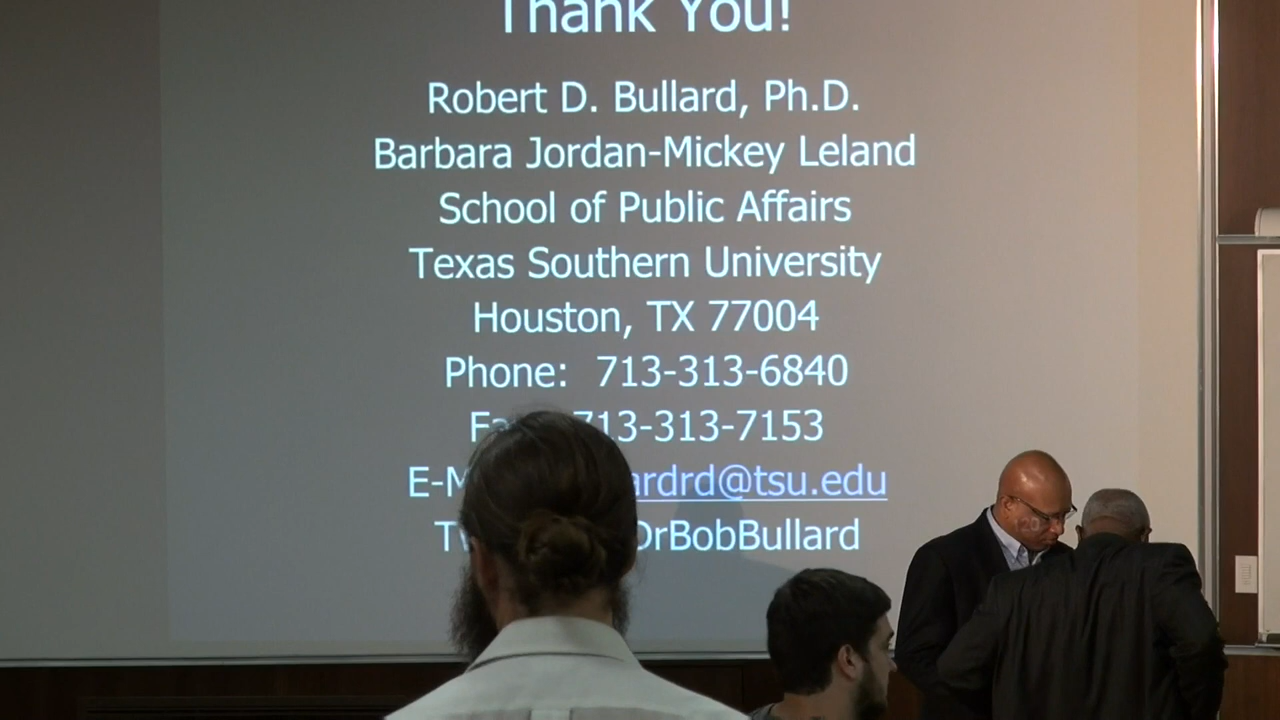 Thank You!
Robert D. Bullard, Ph.D.
Barbara Jordan-Mickey Leland
School of Public Affairs
Texas Southern University
Houston, TX 77004
Phone: 713-313-6840
713-313-7153
ardrd@tsu.edu
DrBobBullard